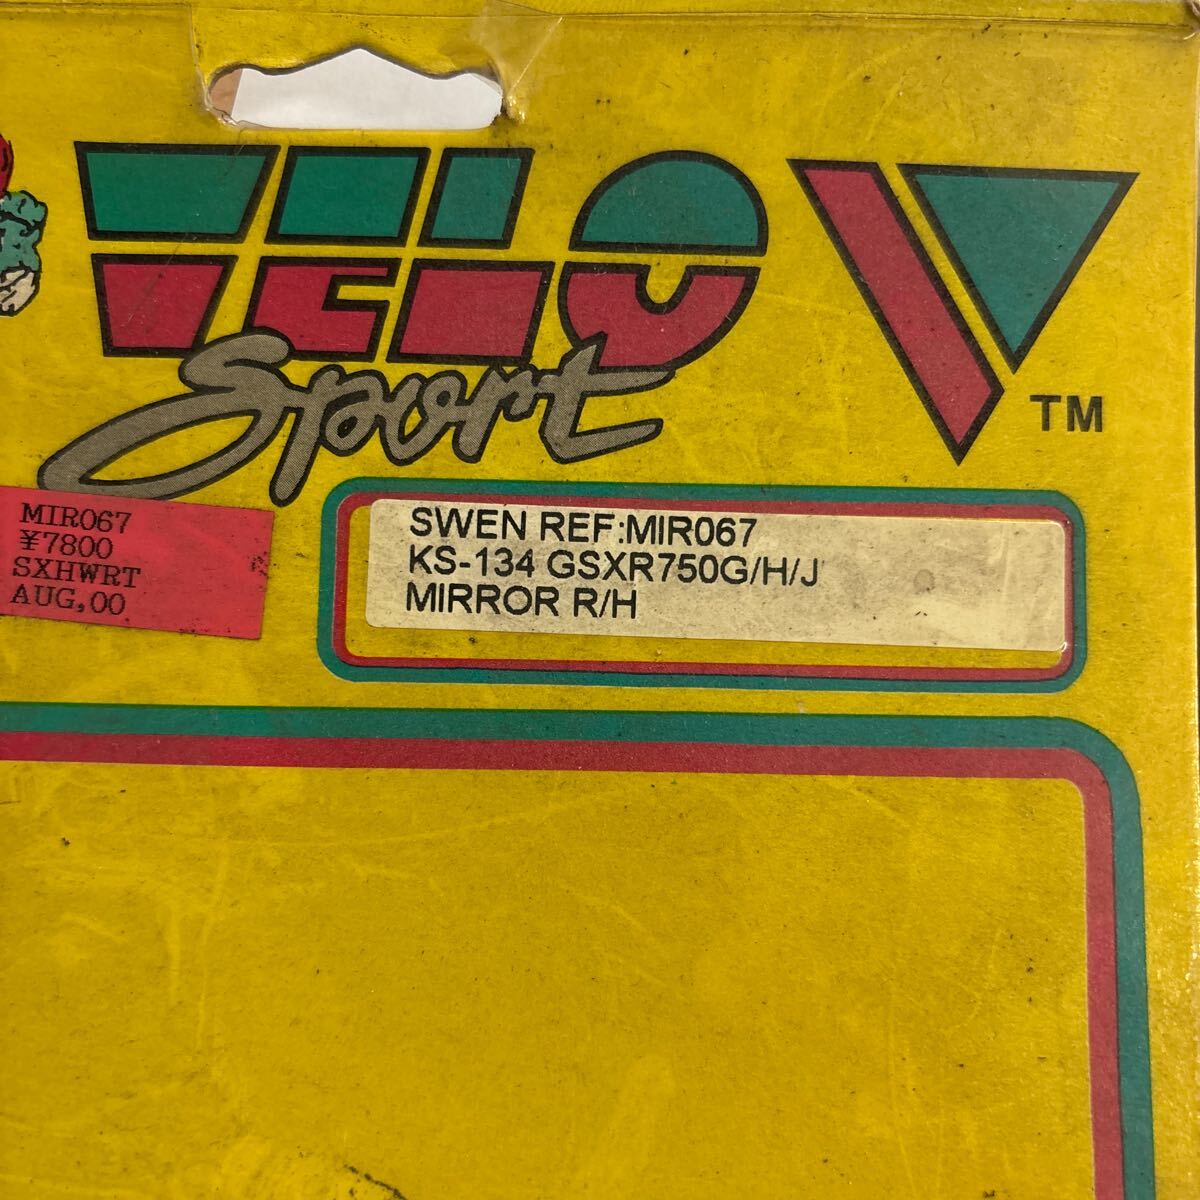 VELO
Sport
TM
MIR067
¥7800
SXHWRT
AUG,00
SWEN REF:MIR067
KS-134 GSXR750G/H/J
MIRROR R/H